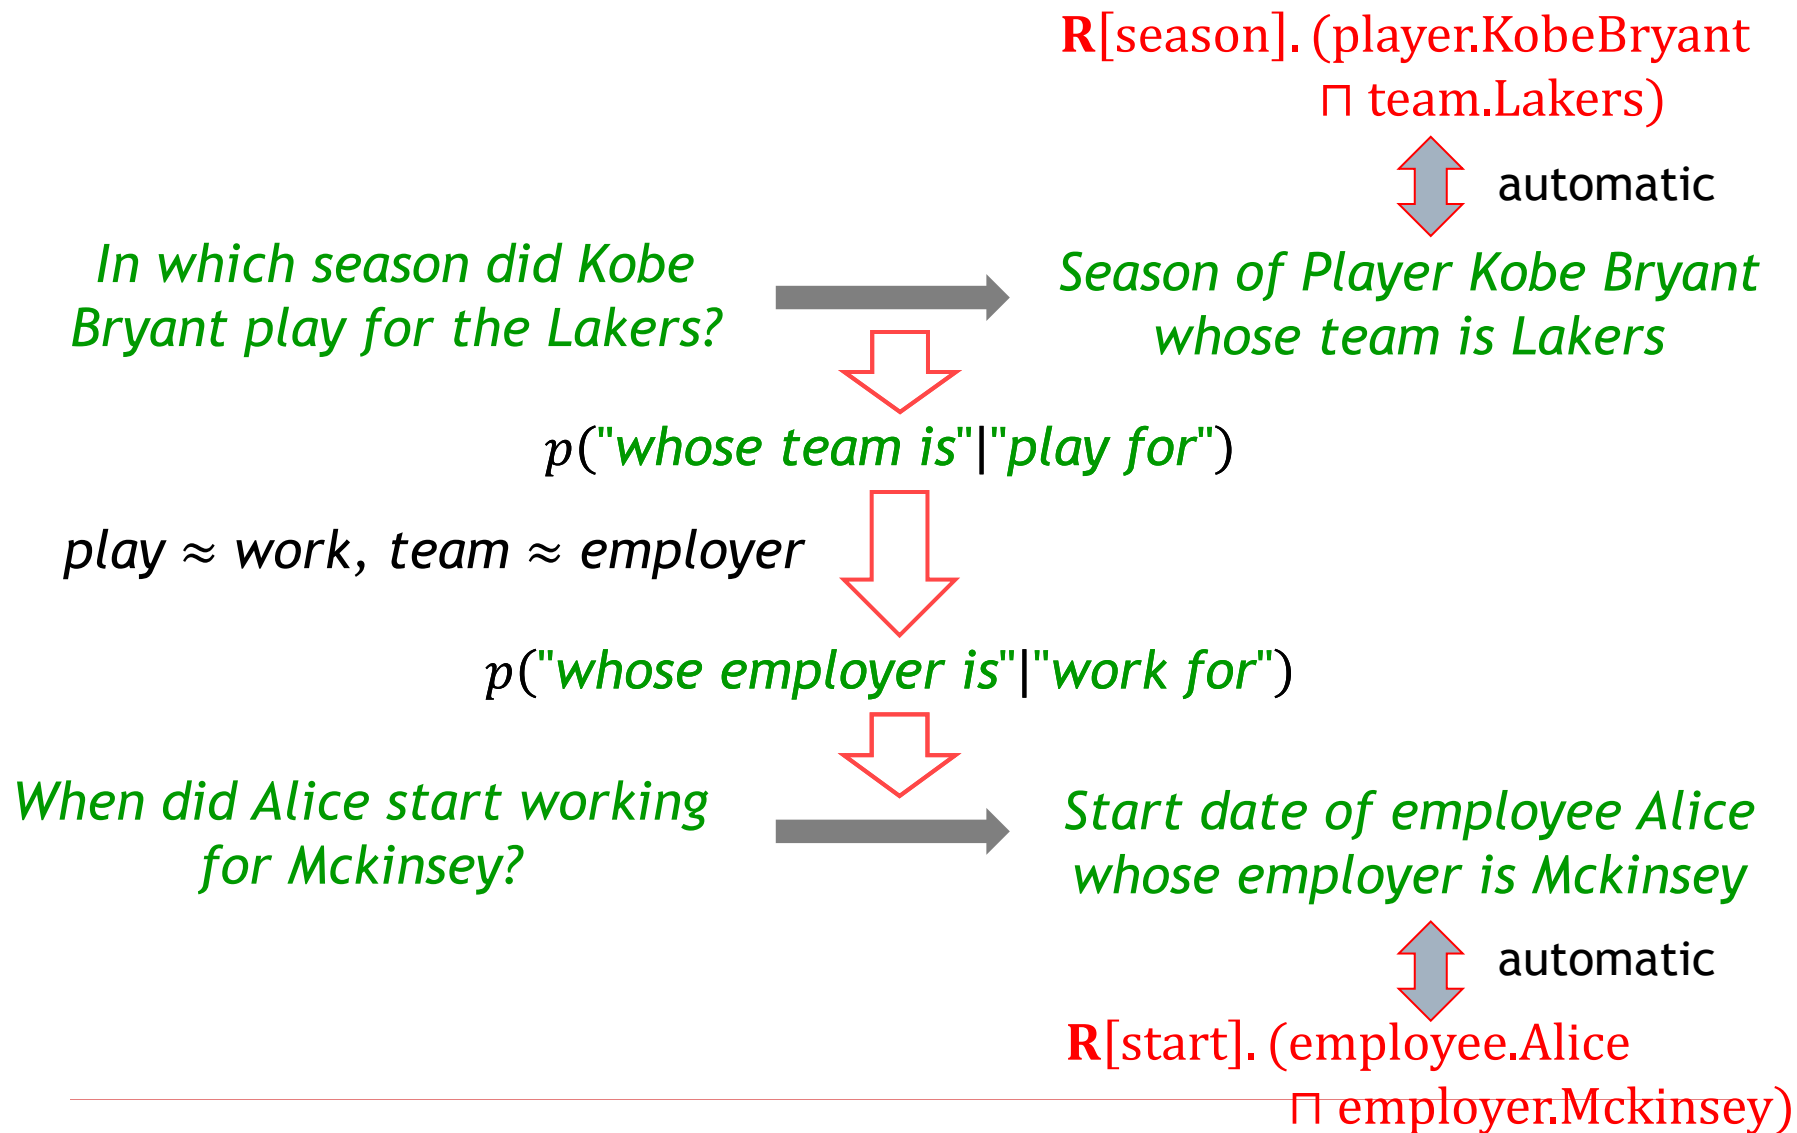 R[season]. (player.KobeBryant
⊓ team.Lakers)
automatic
In which season did Kobe
Bryant play for the Lakers?
Season of Player Kobe Bryant
whose team is Lakers
p("whose team is"|"play for")
play ≈ work, team ≈ employer
p("whose employer is"|"work for")
When did Alice start working
for Mckinsey?
Start date of employee Alice
whose employer is Mckinsey
automatic
R[start]. (employee.Alice
⊓ employer.Mckinsey)